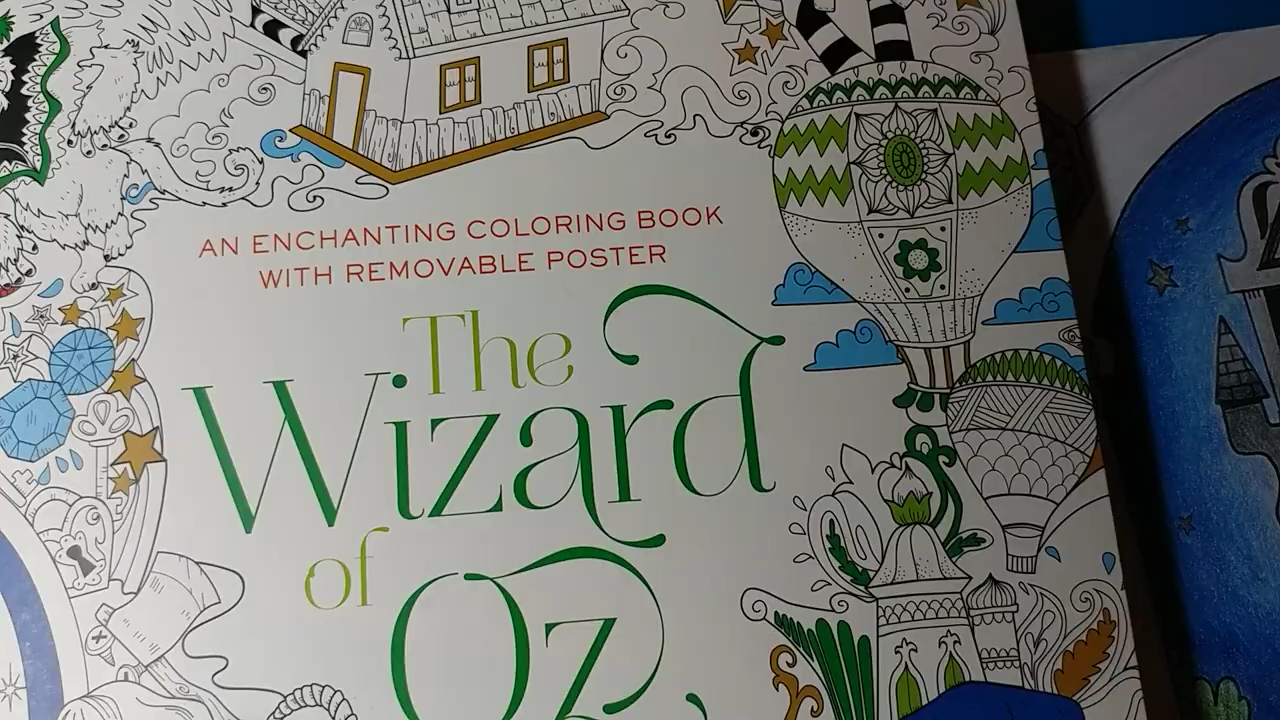 AN ENCHANTING COLORING BOOK
WITH REMOVABLE POSTER
The
Wizard
of
Oz